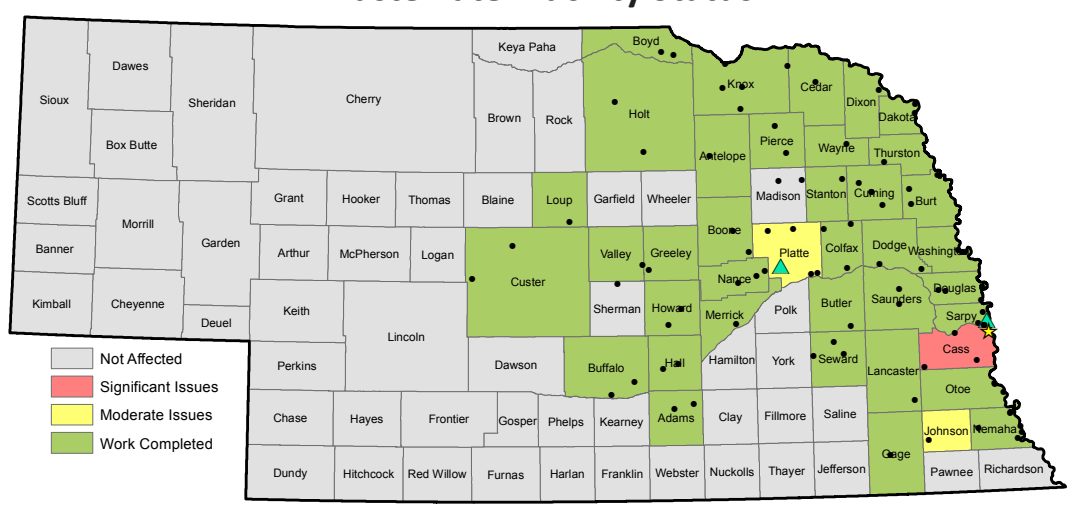 Boyd
Keya Paha
Dawes
Knox
Cedar
Sioux
Sheridan
Cherry
Dixon
Holt
Dakota
Brown
Rock
Box Butte
Pierce
Wayne
Antelope
Thurston
Scotts Bluff
Grant
Hooker
Thomas
Blaine
Loup
Garfield
Wheeler
Madison
Stanton
Cuming
Burt
Morrill
Boone
Banner
Garden
Arthur
McPherson
Logan
Valley
Greeley
Platte
Colfax
Dodge
Washington
Custer
Nance
Douglas
Kimball
Cheyenne
Keith
Sherman
Howard
Merrick
Polk
Butler
Saunders
Sarpy
Deuel
Lincoln
Cass
Perkins
Dawson
Buffalo
Hall
Hamilton
York
Seward
Lancaster
Otoe
Chase
Hayes
Frontier
Gosper
Phelps
Kearney
Adams
Clay
Fillmore
Saline
Johnson
Nemaha
Gage
Dundy
Hitchcock
Red Willow
Furnas
Harlan
Franklin
Webster
Nuckolls
Thayer
Jefferson
Pawnee
Richardson
Not Affected
Significant Issues
Moderate Issues
Work Completed